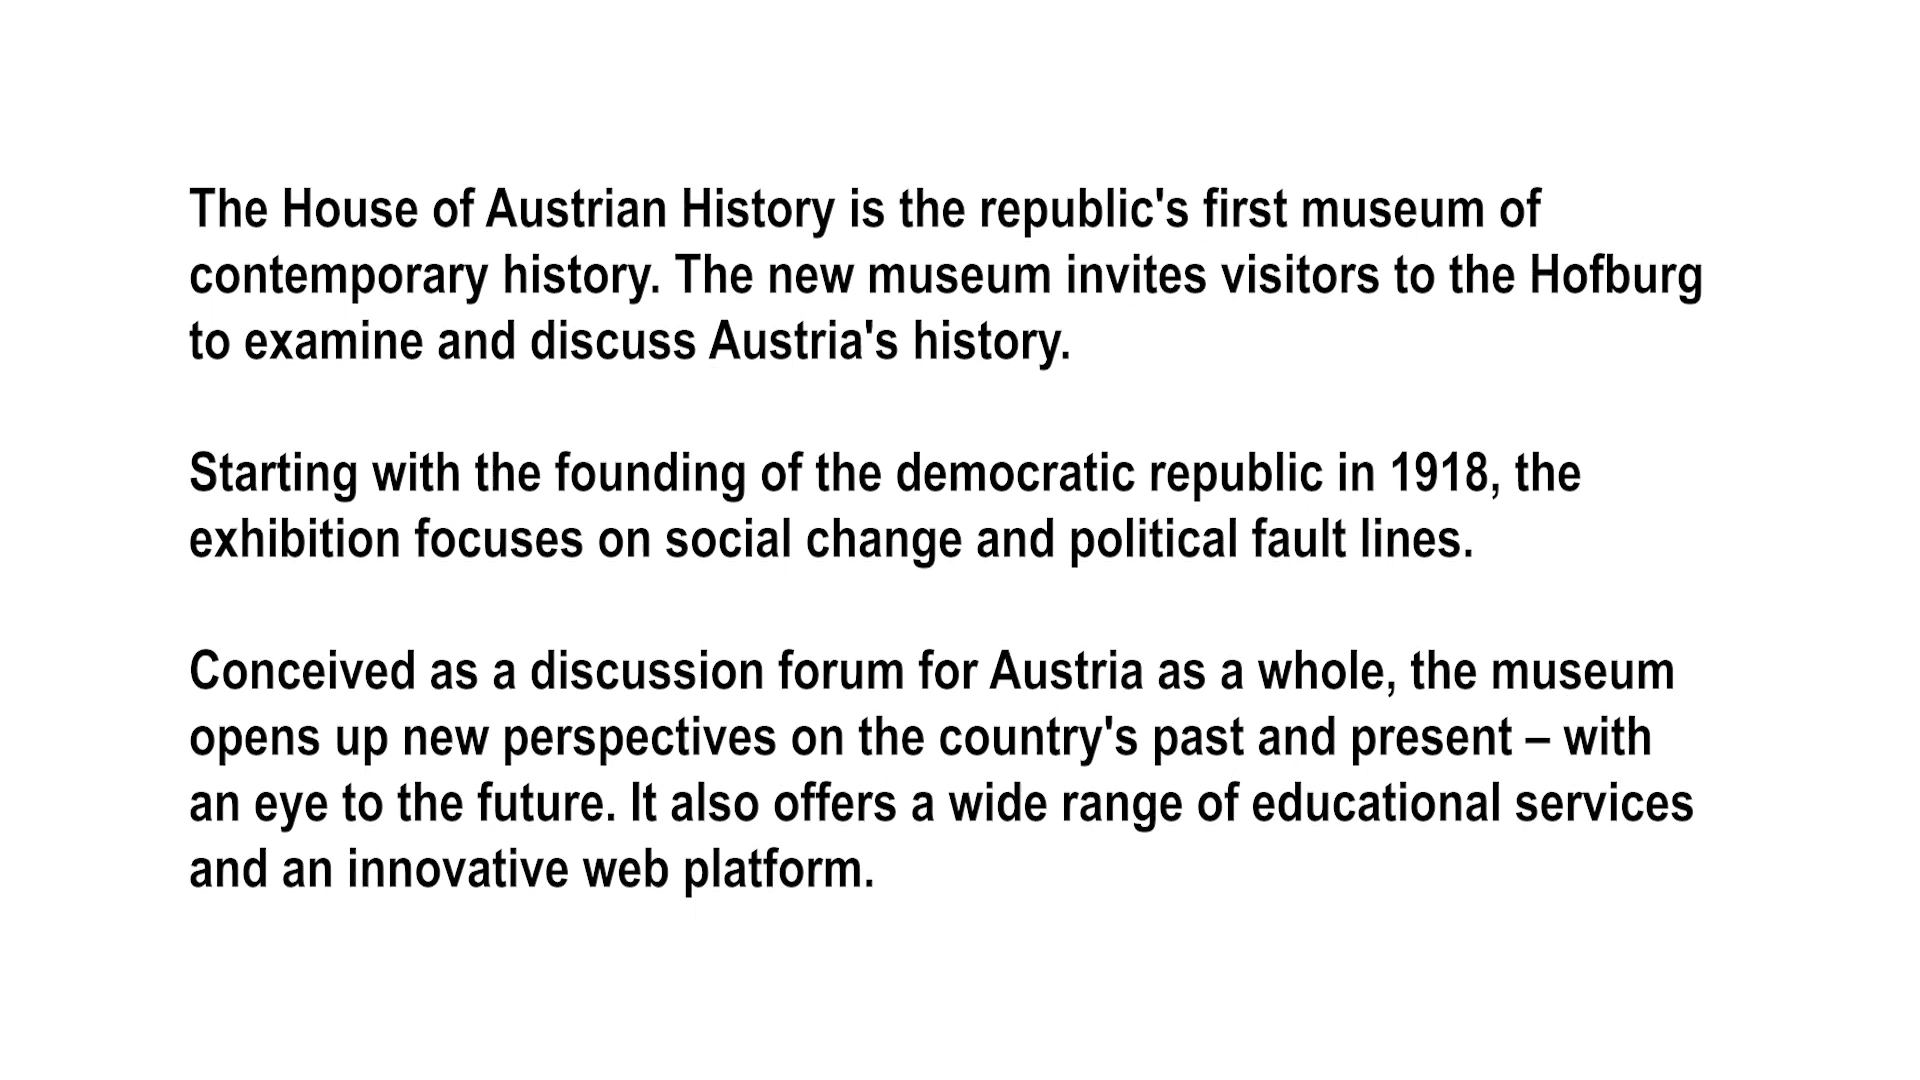 The House of Austrian History is the republic's first museum of
contemporary history. The new museum invites visitors to the Hofburg
to examine and discuss Austria's history.
Starting with the founding of the democratic republic in 1918, the
exhibition focuses on social change and political fault lines.
Conceived as a discussion forum for Austria as a whole, the museum
opens up new perspectives on the country's past and present – with
an eye to the future. It also offers a wide range of educational services
and an innovative web platform.